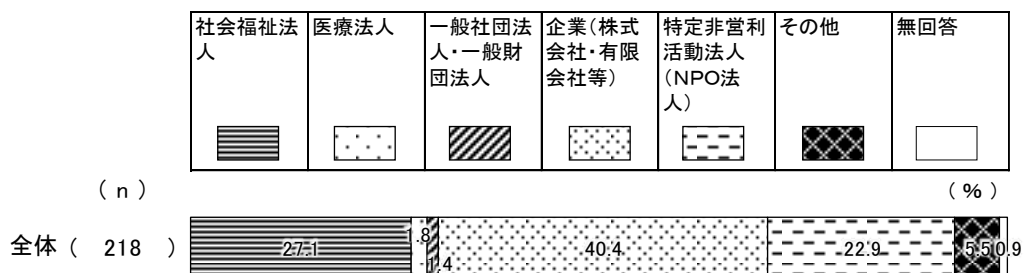 社会福祉法人
医療法人
一般社団法人・一般財団法人
企業（株式会社・有限会社等）
特定非営利活動法人（NPO法人）
その他
無回答
（ｎ）
（％）
全体（ 218 ）
27.1
1.8
1.4
40.4
22.9
5.5
0.9